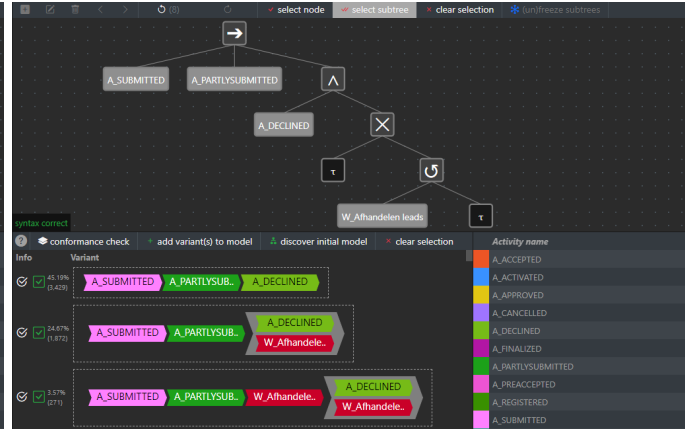 (8) select node select subtree clear selection (un)freeze subtrees
→
A_SUBMITTED A_PARTLYSUBMITTED ∧
A_DECLINED ×
τ ↺
W_Afhandelen leads τ
syntax correct
? conformance check + add variant(s) to model discover initial model × clear selection Activity name
Info Variant
45.19%
(3.429)
A_SUBMITTED A_PARTLYSUB.. A_DECLINED
24.67%
(1.872)
A_SUBMITTED A_PARTLYSUB.. A_DECLINED
W_Afhandele..
3.57%
(271)
A_SUBMITTED A_PARTLYSUB.. W_Afhandele.. A_DECLINED
W_Afhandele..
A_ACCEPTED
A_ACTIVATED
A_APPROVED
A_CANCELLED
A_DECLINED
A_FINALIZED
A_PARTLYSUBMITTED
A_PREACCEPTED
A_REGISTERED
A_SUBMITTED